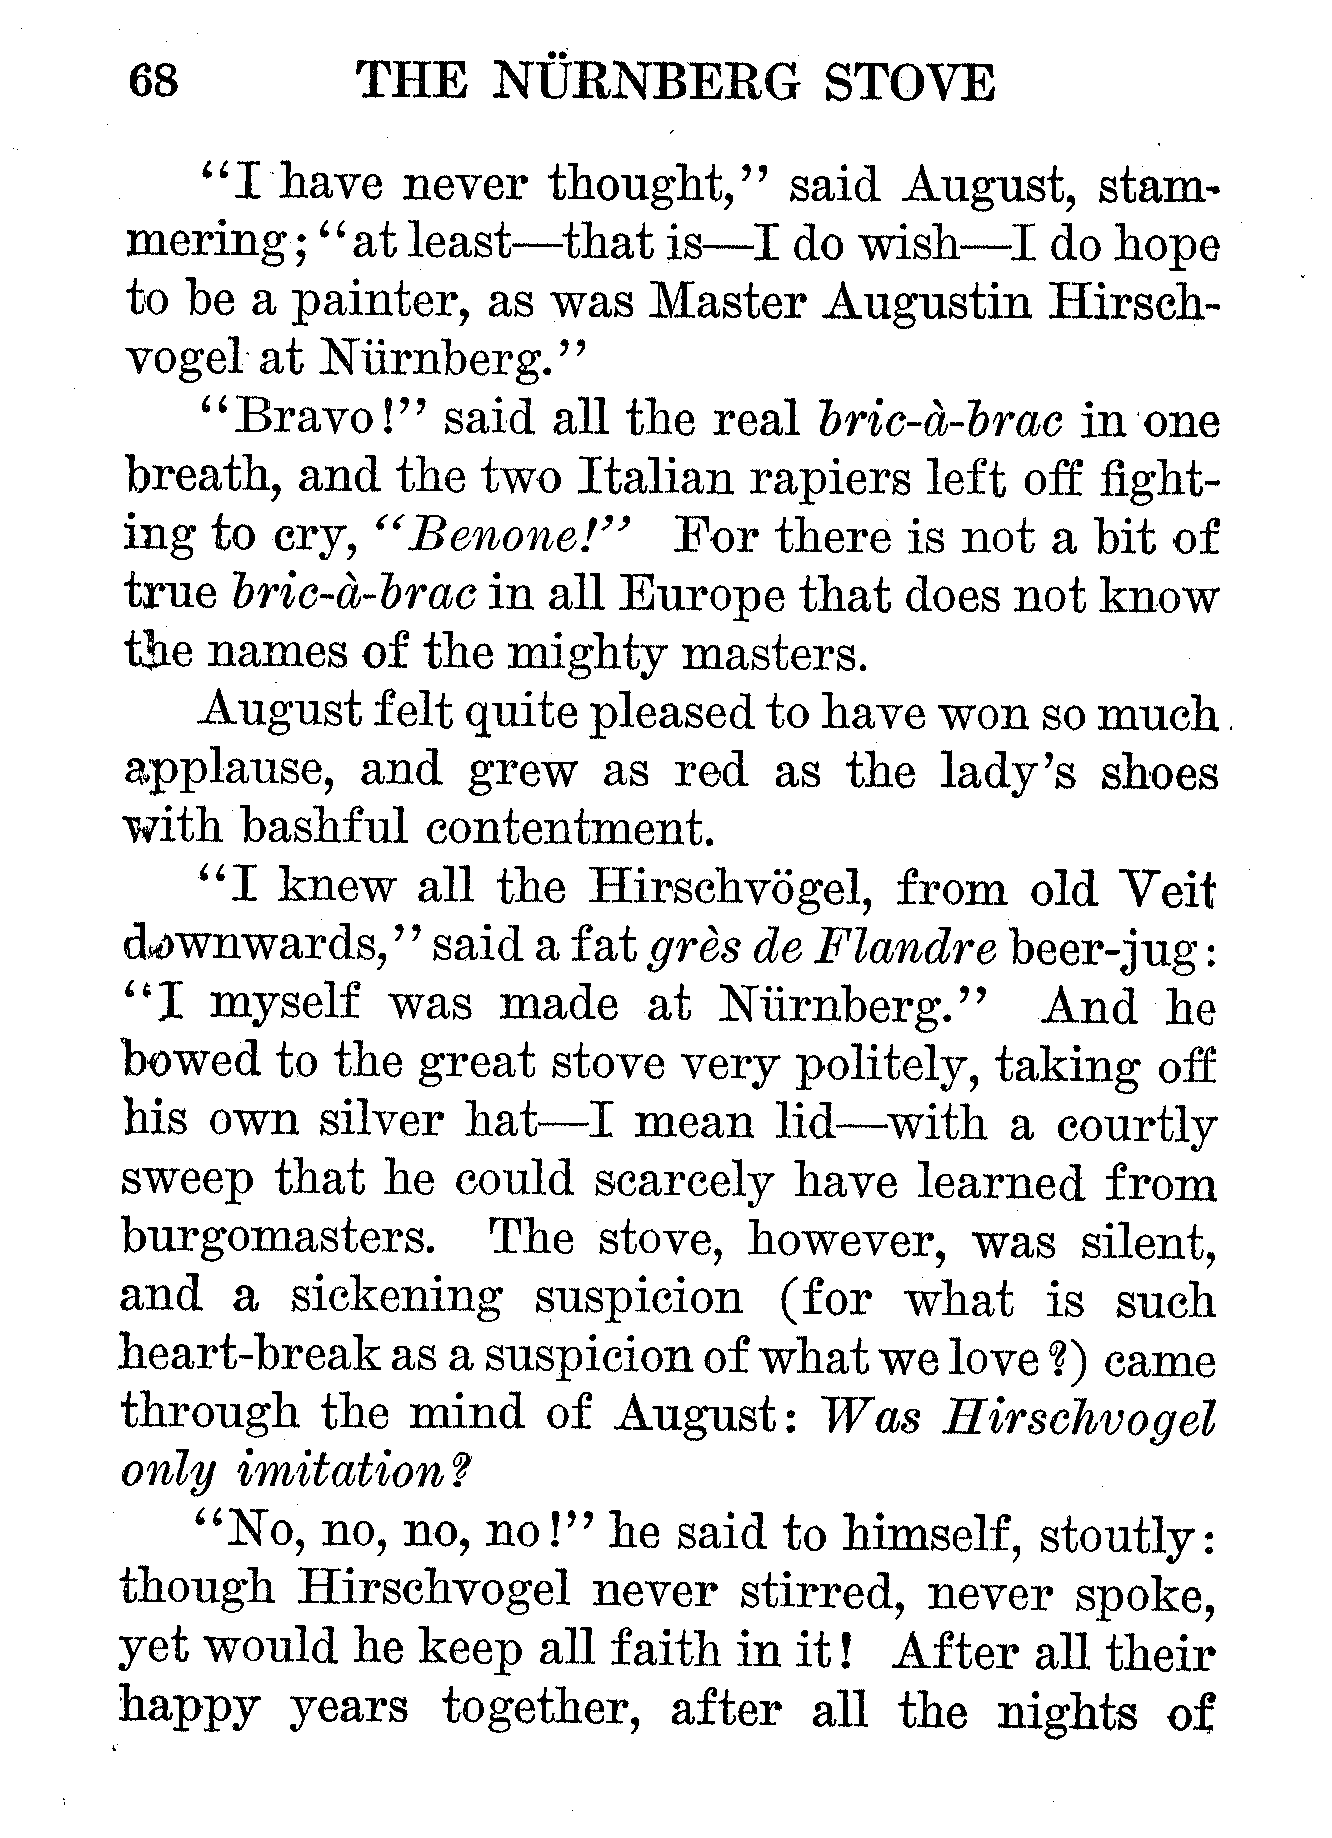 68 THE NÜRNBERG STOVE
“I have never thought,” said August, stam-
mering; “at least—that is—I do wish—I do hope
to be a painter, as was Master Augustin Hirsch-
vogel at Nürnberg.”
“Bravo!” said all the real bric-à-brac in one
breath, and the two Italian rapiers left off fight-
ing to cry, “Benone!” For there is not a bit of
true bric-à-brac in all Europe that does not know
the names of the mighty masters.
August felt quite pleased to have won so much
applause, and grew as red as the lady’s shoes
with bashful contentment.
“I knew all the Hirschvögel, from old Veit
downwards,” said a fat grès de Flandre beer-jug:
“I myself was made at Nürnberg.” And he
bowed to the great stove very politely, taking off
his own silver hat—I mean lid—with a courtly
sweep that he could scarcely have learned from
burgomasters. The stove, however, was silent,
and a sickening suspicion (for what is such
heart-break as a suspicion of what we love?) came
through the mind of August: Was Hirschvogel
only imitation?
“No, no, no, no!” he said to himself, stoutly:
though Hirschvogel never stirred, never spoke,
yet would he keep all faith in it! After all their
happy years together, after all the nights of